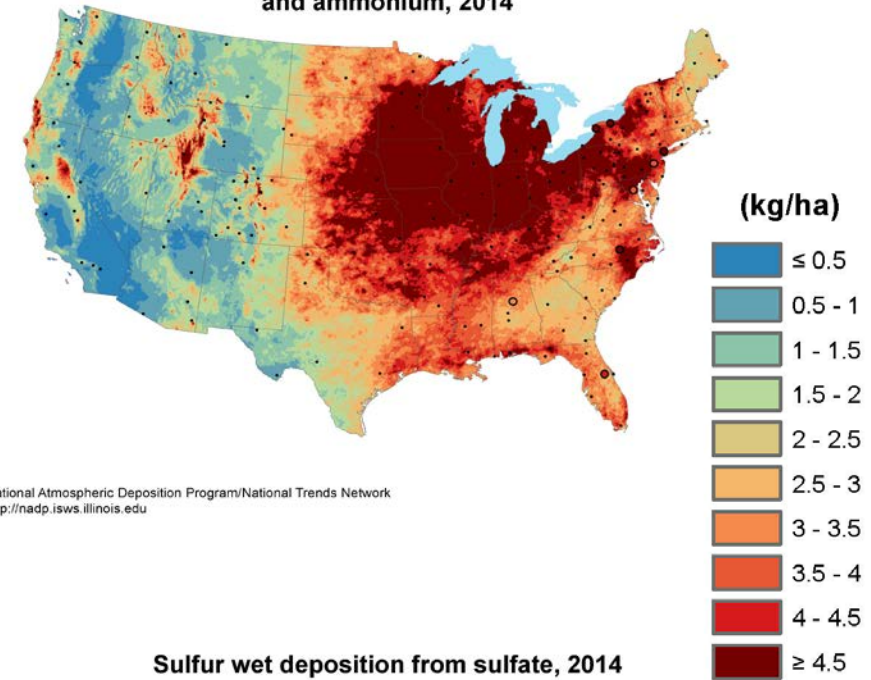 and ammonium, 2014
(kg/ha)
≤ 0.5
0.5 - 1
1 - 1.5
1.5 - 2
2 - 2.5
2.5 - 3
3 - 3.5
3.5 - 4
4 - 4.5
≥ 4.5
tional Atmospheric Deposition Program/National Trends Network
p://nadp.isws.illinois.edu
Sulfur wet deposition from sulfate, 2014